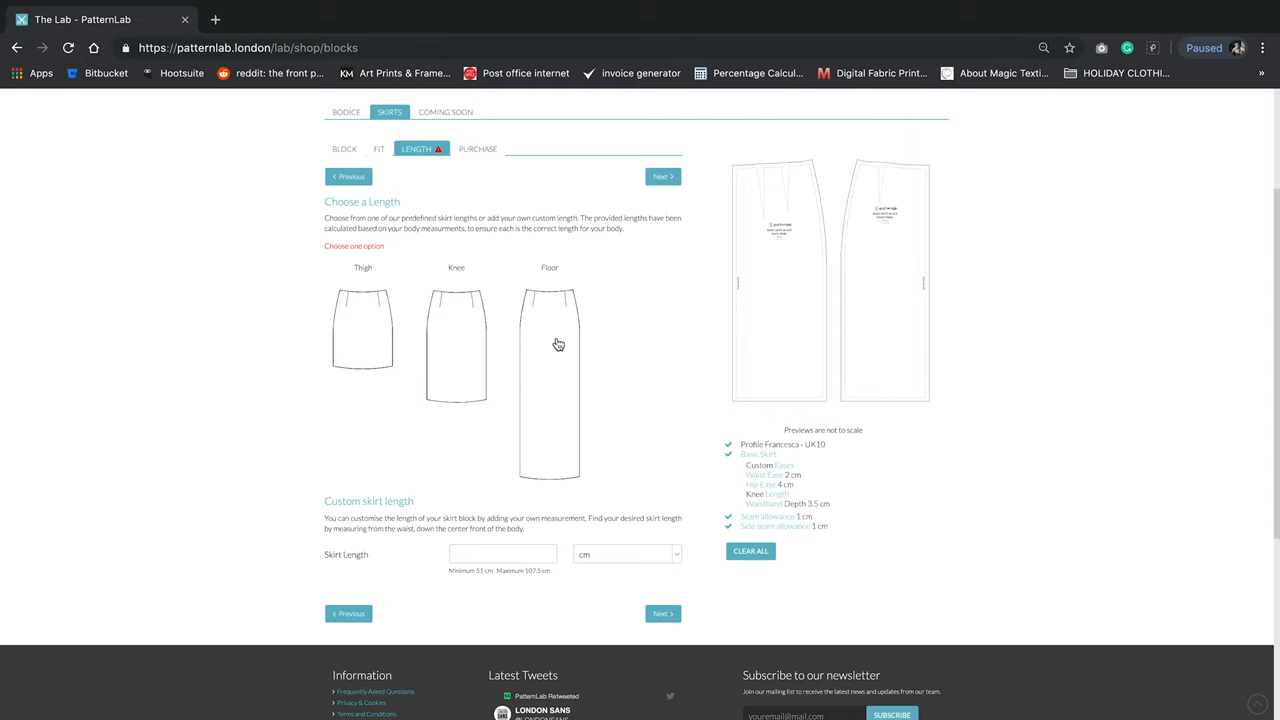 PatternLab
https://patternlab.london/lab/shop/blocks
Paused
Apps
Bitbucket
Hootsuite
reddit: the front p...
KM
Art Prints & Frame...
Post office internet
invoice generator
Percentage Calcul...
Digital Fabric Print...
About Magic Texti...
HOLIDAY CLOTHI...
»
BODICE
SKIRTS
COMING SOON
BLOCK
FIT
LENGTH
PURCHASE
< Previous
Next >
Choose a Length
Choose from one of our predefined skirt lengths or add your own custom length. The provided lengths have been
calculated based on your body measurments, to ensure each is the correct length for your body.
Choose one option
Thigh
Knee
Floor
Custom skirt length
You can customise the length of your skirt block by adding your own measurement. Find your desired skirt length
by measuring from the waist, down the center front of the body.
Skirt Length
cm
Minimum 51 cm Maximum 107.5 cm
< Previous
Next >
Previews are not to scale
Profile Francesca - UK10
Basic Skirt
Custom Eases
Waist Ease 2 cm
Hip Ease 4 cm
Knee Length
Waistband Depth 3.5 cm
Seam allowance 1 cm
Side seam allowance 1 cm
CLEAR ALL
Information
> Frequently Asked Questions
> Privacy & Cookies
> Terms and Conditions
Latest Tweets
PatternLab Retweeted
LONDON SANS
Subscribe to our newsletter
Join our mailing list to receive the latest news and updates from our team.
youremail@mail.com
SUBSCRIBE